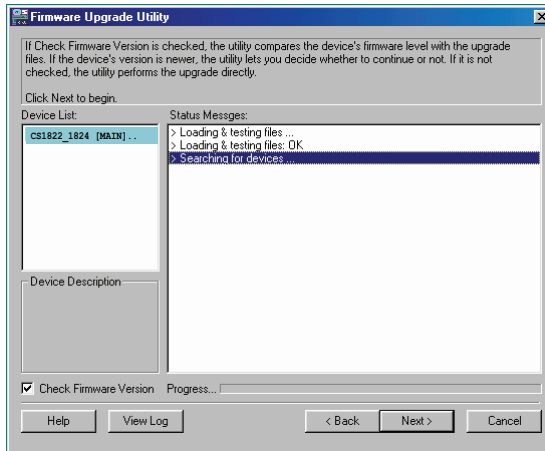 Firmware Upgrade Utility
If Check Firmware Version is checked, the utility compares the device's firmware level with the upgrade
files. If the device's version is newer, the utility lets you decide whether to continue or not. If it is not
checked, the utility performs the upgrade directly.
Click Next to begin.
Device List:
Status Messges:
CS1822_1824 [MAIN]..
> Loading & testing files ...
> Loading & testing files: OK
> Searching for devices ...
Device Description
Check Firmware Version
Progress...
Help
View Log
< Back
Next >
Cancel